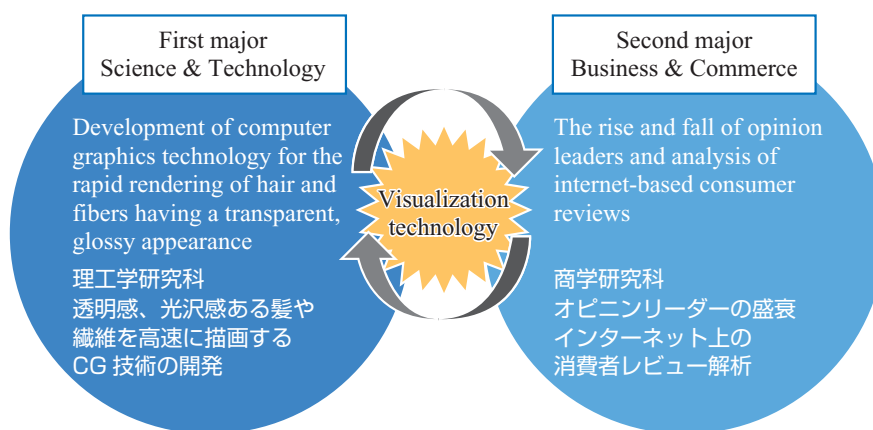 First major
Science & Technology
Development of computer
graphics technology for the
rapid rendering of hair and
fibers having a transparent,
glossy appearance
理工学研究科
透明感、光沢感ある髪や
繊維を高速に描画する
CG 技術の開発
Visualization
technology
Second major
Business & Commerce
The rise and fall of opinion
leaders and analysis of
internet-based consumer
reviews
商学研究科
オピニンリーダーの盛衰
インターネット上の
消費者レビュー解析